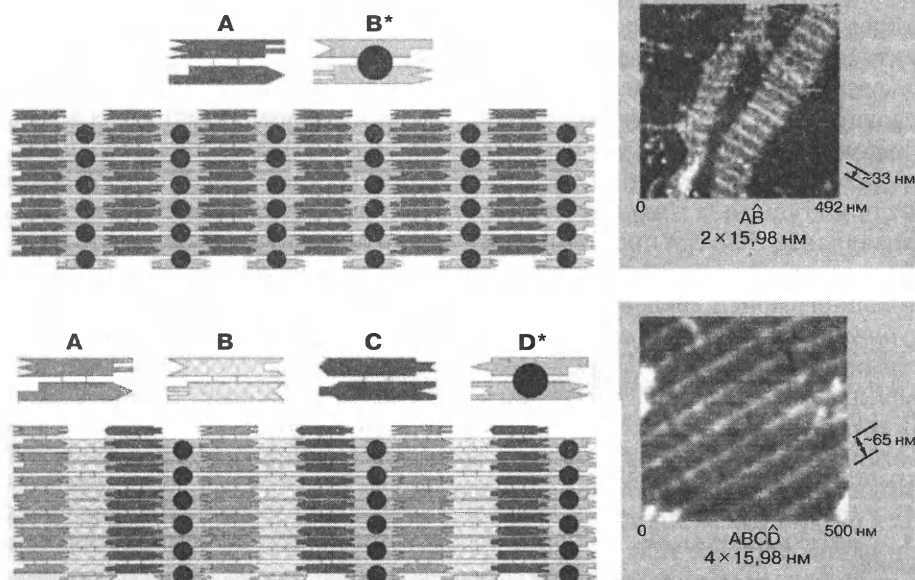 A B*
~33 нм
0 492 нм
AB̂
2 × 15,98 нм
A B C D*
~65 нм
0 500 нм
ABCD̂
4 × 15,98 нм